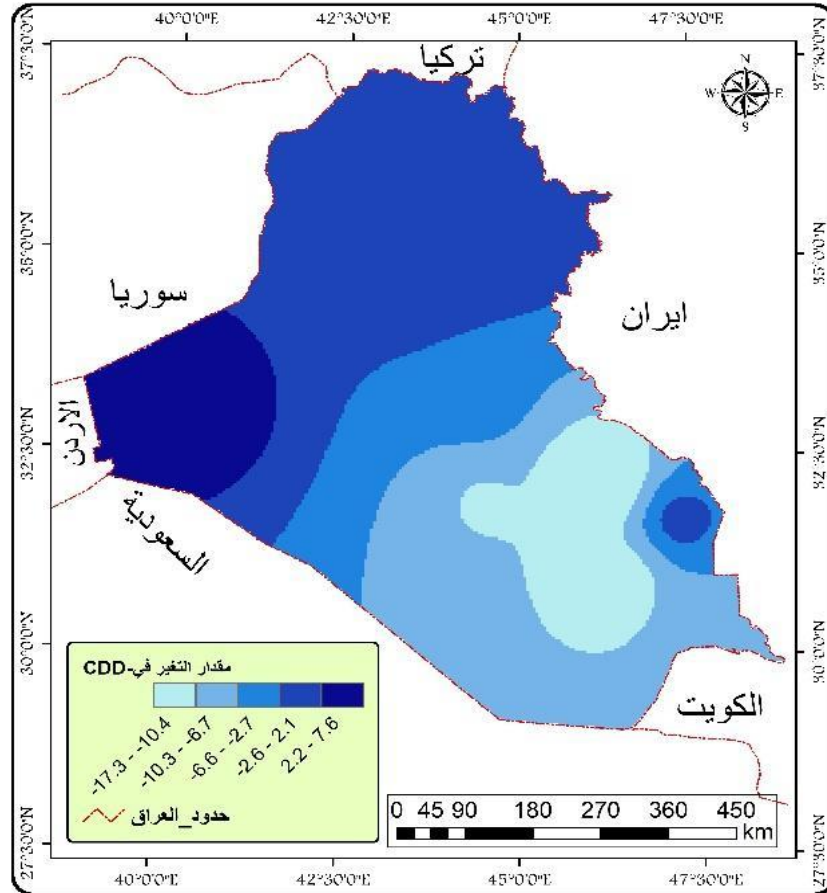 40°0'0"E 42°30'0"E 45°0'0"E 47°30'0"E
37°30'0"N 37°30'0"N
تركيا
N
W E
S
35°0'0"N 35°0'0"N
سوريا
ايران
الاردن
32°30'0"N 32°30'0"N
السعودية
30°0'0"N 30°0'0"N
مقدار التغير في-CDD
-17.3 - -10.4
-10.3 - -6.7
-6.6 - -2.7
-2.6 - 2.1
2.2 - 7.6
حدود_العراق
الكويت
0 45 90 180 270 360 450
km
27°30'0"N 27°30'0"N
40°0'0"E 42°30'0"E 45°0'0"E 47°30'0"E